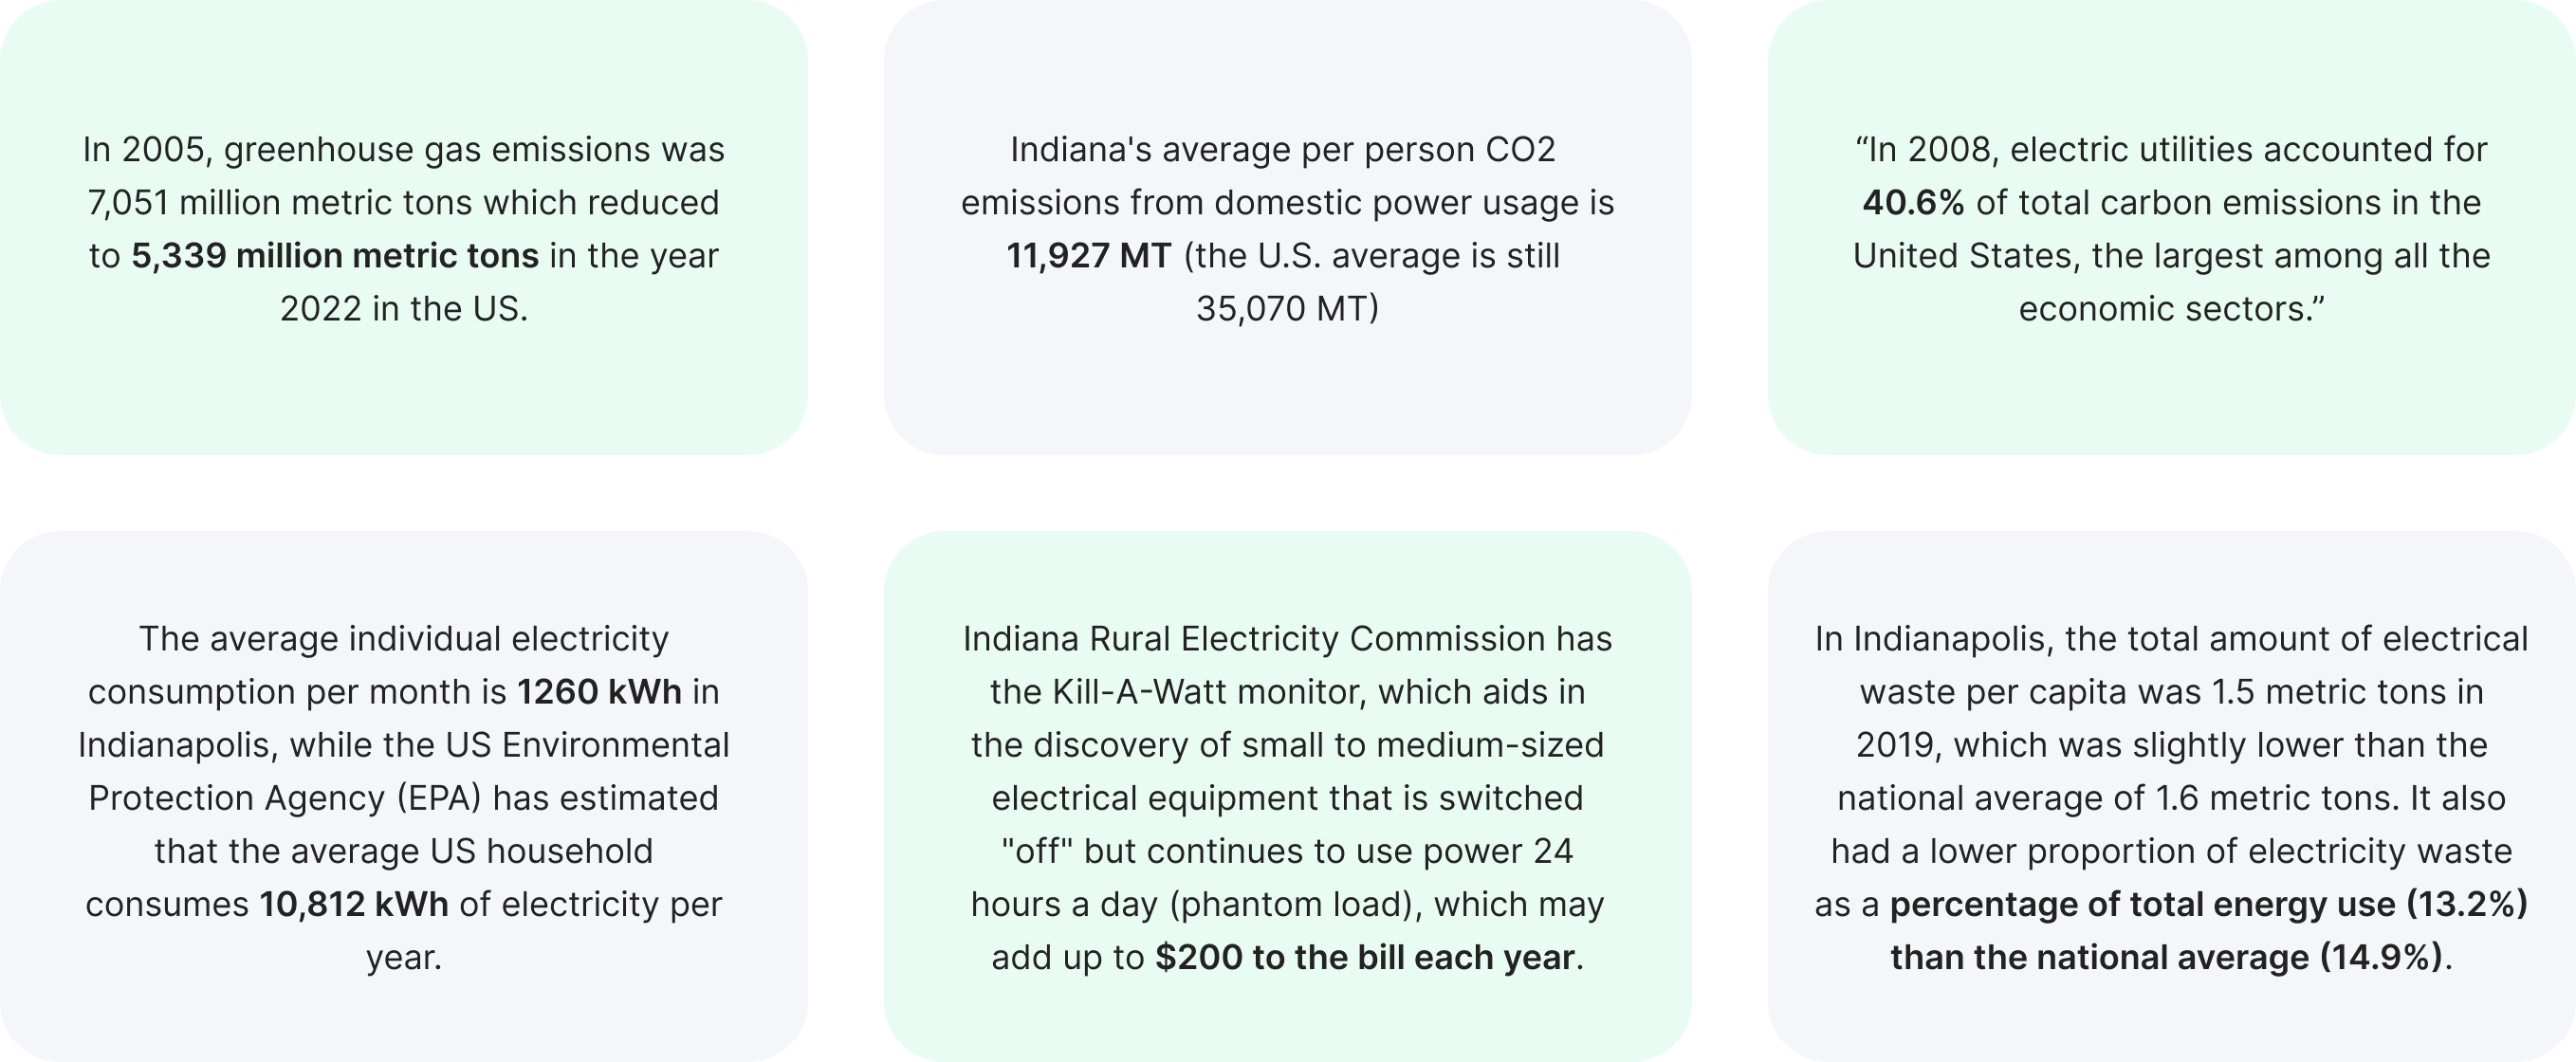 In 2005, greenhouse gas emissions was
7,051 million metric tons which reduced
to 5,339 million metric tons in the year
2022 in the US.
Indiana's average per person CO2
emissions from domestic power usage is
11,927 MT (the U.S. average is still
35,070 MT)
“In 2008, electric utilities accounted for
40.6% of total carbon emissions in the
United States, the largest among all the
economic sectors.”
The average individual electricity
consumption per month is 1260 kWh in
Indianapolis, while the US Environmental
Protection Agency (EPA) has estimated
that the average US household
consumes 10,812 kWh of electricity per
year.
Indiana Rural Electricity Commission has
the Kill-A-Watt monitor, which aids in
the discovery of small to medium-sized
electrical equipment that is switched
"off" but continues to use power 24
hours a day (phantom load), which may
add up to $200 to the bill each year.
In Indianapolis, the total amount of electrical
waste per capita was 1.5 metric tons in
2019, which was slightly lower than the
national average of 1.6 metric tons. It also
had a lower proportion of electricity waste
as a percentage of total energy use (13.2%)
than the national average (14.9%).